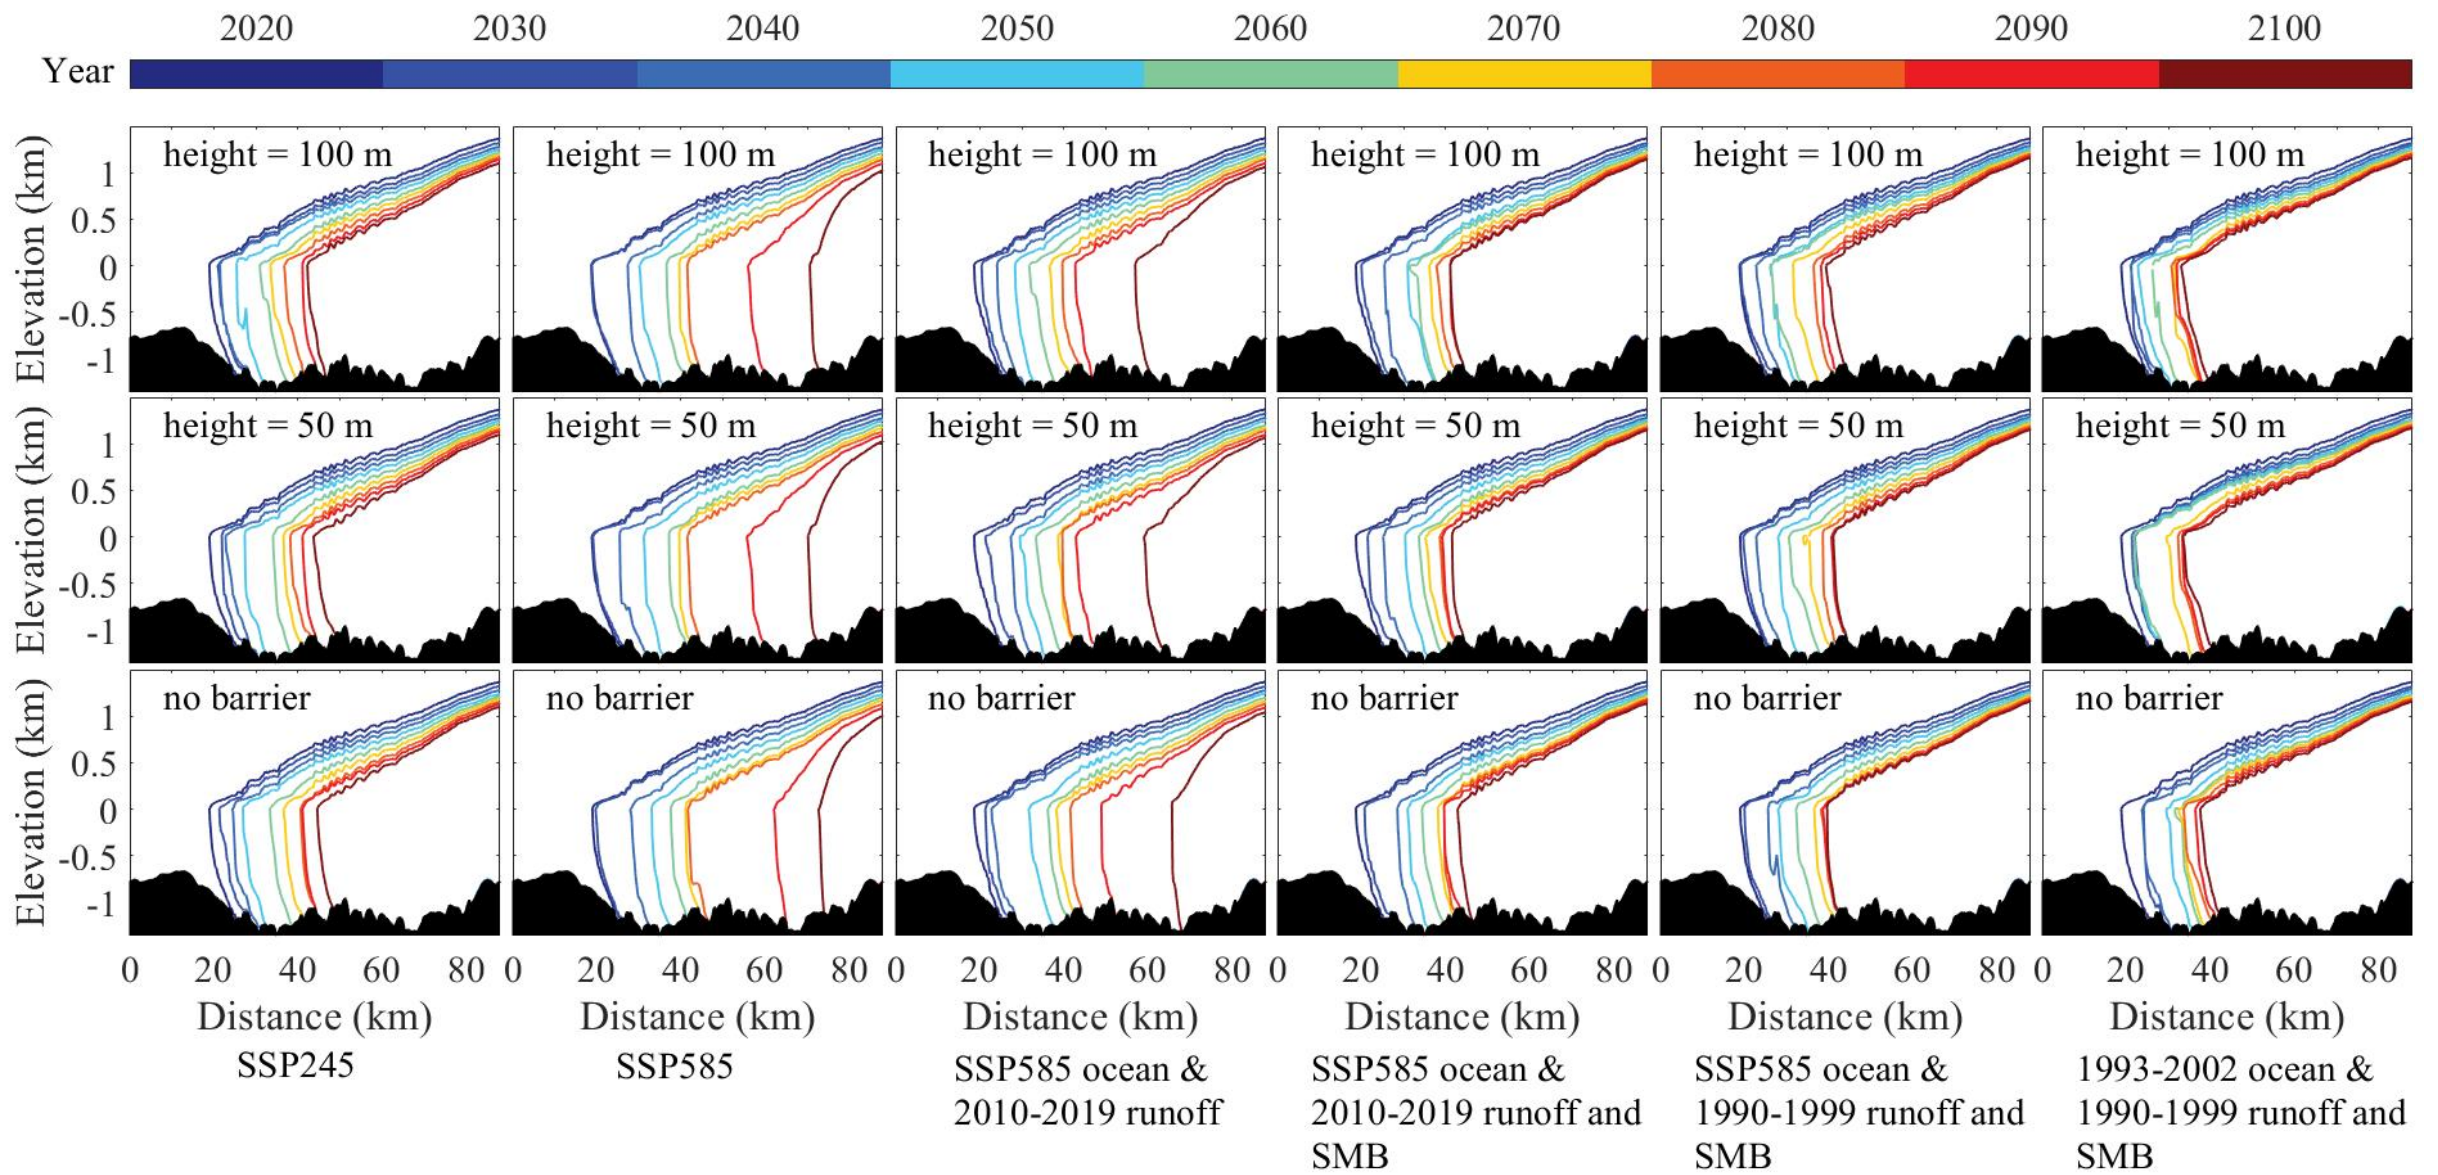 2020 2030 2040 2050 2060 2070 2080 2090 2100
Year
Elevation (km)
1
0.5
0
-0.5
-1
height = 100 m height = 100 m height = 100 m height = 100 m height = 100 m height = 100 m
Elevation (km)
1
0.5
0
-0.5
-1
height = 50 m height = 50 m height = 50 m height = 50 m height = 50 m height = 50 m
Elevation (km)
1
0.5
0
-0.5
-1
no barrier no barrier no barrier no barrier no barrier no barrier
0 20 40 60 80 0 20 40 60 80 0 20 40 60 80 0 20 40 60 80 0 20 40 60 80 0 20 40 60 80
Distance (km) Distance (km) Distance (km) Distance (km) Distance (km) Distance (km)
SSP245
SSP585
SSP585 ocean &
2010-2019 runoff
SSP585 ocean &
2010-2019 runoff and
SMB
SSP585 ocean &
1990-1999 runoff and
SMB
1993-2002 ocean &
1990-1999 runoff and
SMB